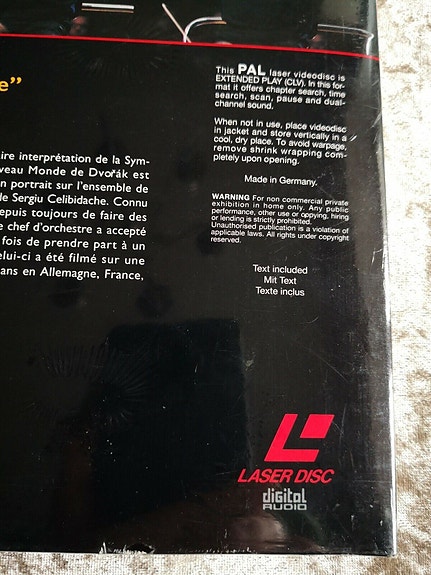 e”
This PAL laser videodisc is
EXTENDED PLAY (CLV). In this for-
mat it offers chapter search, time
search, scan, pause and dual-
channel sound.
When not in use, place videodisc
in jacket and store vertically in a
cool, dry place. To avoid warpage,
remove shrink wrapping com-
pletely upon opening.
Made in Germany.
WARNING For non commercial private
exhibition in home only. Any public
performance, other use or copying, hiring
or lending is strictly prohibited.
Unauthorised publication is a violation of
applicable laws. All rights under copyright
reserved.
Text included
Mit Text
Texte inclus
aire interprétation de la Sym-
veau Monde de Dvořák est
n portrait sur l'ensemble de
de Sergiu Celibidache. Connu
epuis toujours de faire des
e chef d'orchestre a accepté
fois de prendre part à un
elui-ci a été filmé sur une
ans en Allemagne, France,
LASER DISC
digital
AUDIO